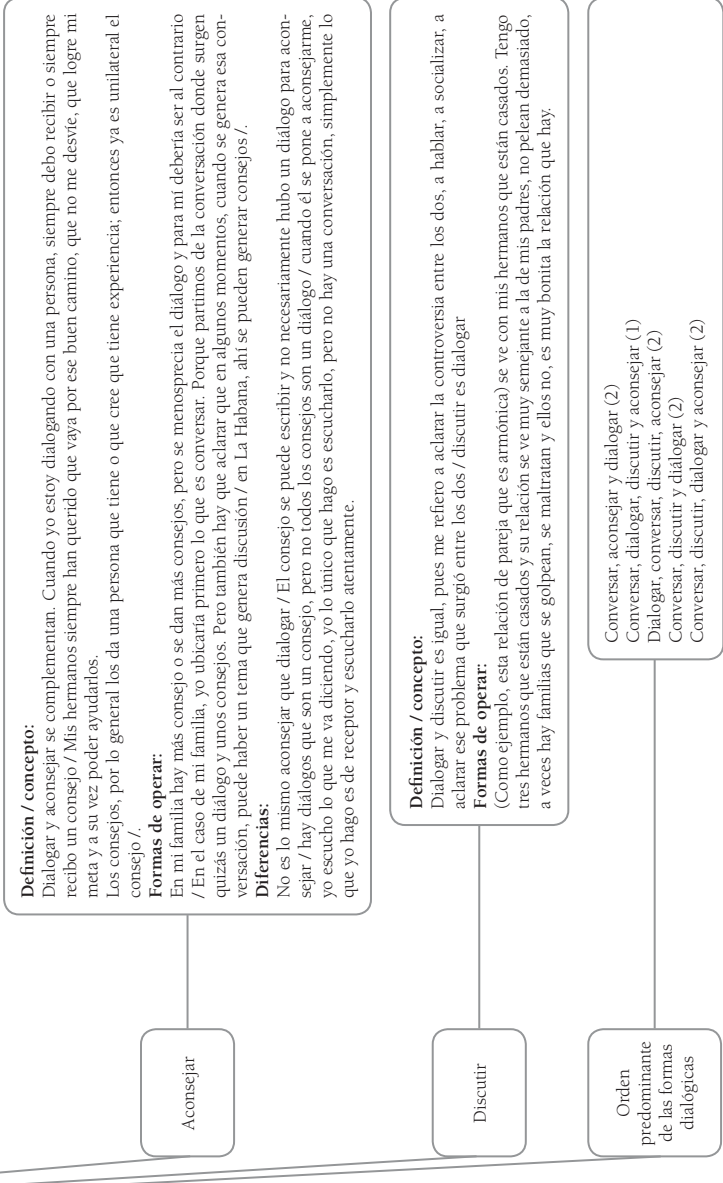 Aconsejar
Definición / concepto:
Dialogar y aconsejar se complementan. Cuando yo estoy dialogando con una persona, siempre debo recibir o siempre
recibo un consejo / Mis hermanos siempre han querido que vaya por ese buen camino, que no me desvíe, que logre mi
meta y a su vez poder ayudarlos.
Los consejos, por lo general los da una persona que tiene o que cree que tiene experiencia; entonces ya es unilateral el
consejo /.
Formas de operar:
En mi familia hay más consejo o se dan más consejos, pero se menosprecia el diálogo y para mí debería ser al contrario
/ En el caso de mi familia, yo ubicaría primero lo que es conversar. Porque partimos de la conversación donde surgen
quizás un diálogo y unos consejos. Pero también hay que aclarar que en algunos momentos, cuando se genera esa con-
versación, puede haber un tema que genera discusión / en La Habana, ahí se pueden generar consejos /.
Diferencias:
No es lo mismo aconsejar que dialogar / El consejo se puede escribir y no necesariamente hubo un diálogo para acon-
sejar / hay diálogos que son un consejo, pero no todos los consejos son un diálogo / cuando él se pone a aconsejarme,
yo escucho lo que me va diciendo, yo lo único que hago es escucharlo, pero no hay una conversación, simplemente lo
que yo hago es de receptor y escucharlo atentamente.
Discutir
Definición / concepto:
Dialogar y discutir es igual, pues me refiero a aclarar la controversia entre los dos, a hablar, a socializar, a
aclarar ese problema que surgió entre los dos / discutir es dialogar
Formas de operar:
(Como ejemplo, esta relación de pareja que es armónica) se ve con mis hermanos que están casados. Tengo
tres hermanos que están casados y su relación se ve muy semejante a la de mis padres, no pelean demasiado,
a veces hay familias que se golpean, se maltratan y ellos no, es muy bonita la relación que hay.
Orden
predominante
de las formas
dialógicas
Conversar, aconsejar y dialogar (2)
Conversar, dialogar, discutir y aconsejar (1)
Dialogar, conversar, discutir, aconsejar (2)
Conversar, discutir y diálogar (2)
Conversar, discutir, dialogar y aconsejar (2)